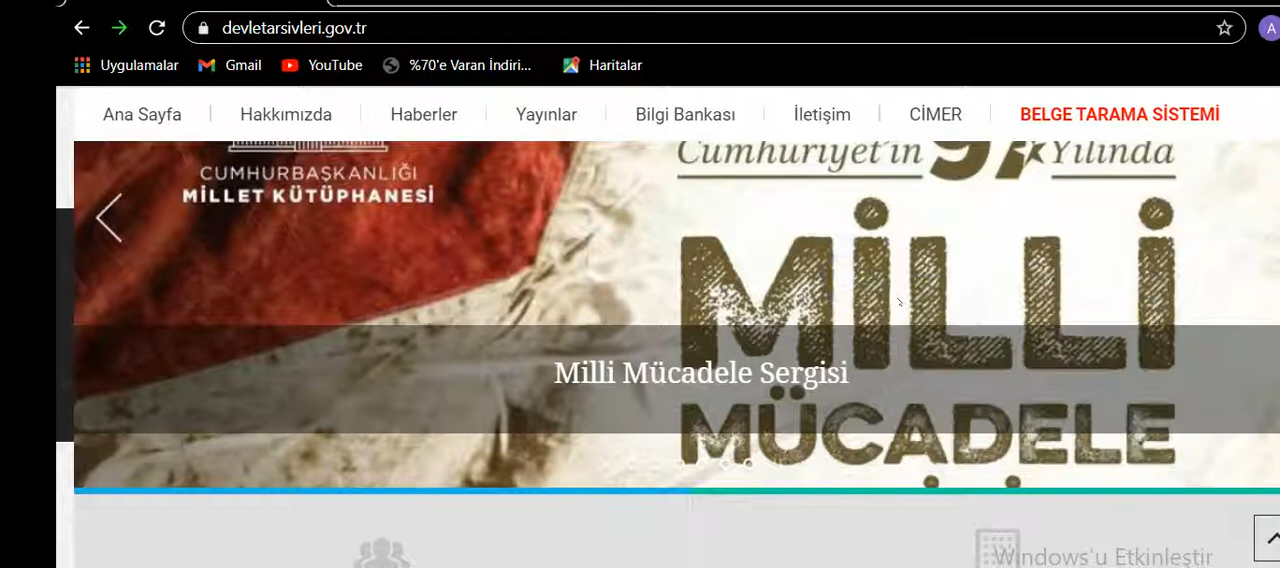 devletarsivleri.gov.tr
A
Uygulamalar Gmail YouTube %70'e Varan İndiri... Haritalar
Ana Sayfa Hakkımızda Haberler Yayınlar Bilgi Bankası İletişim CİMER BELGE TARAMA SİSTEMİ
CUMHURBAŞKANLIĞI
MİLLET KÜTÜPHANESİ
Cumhuriyet'in 97 Yılında
MİLLİ
MÜCADELE
Milli Mücadele Sergisi
Windows'u Etkinleştir